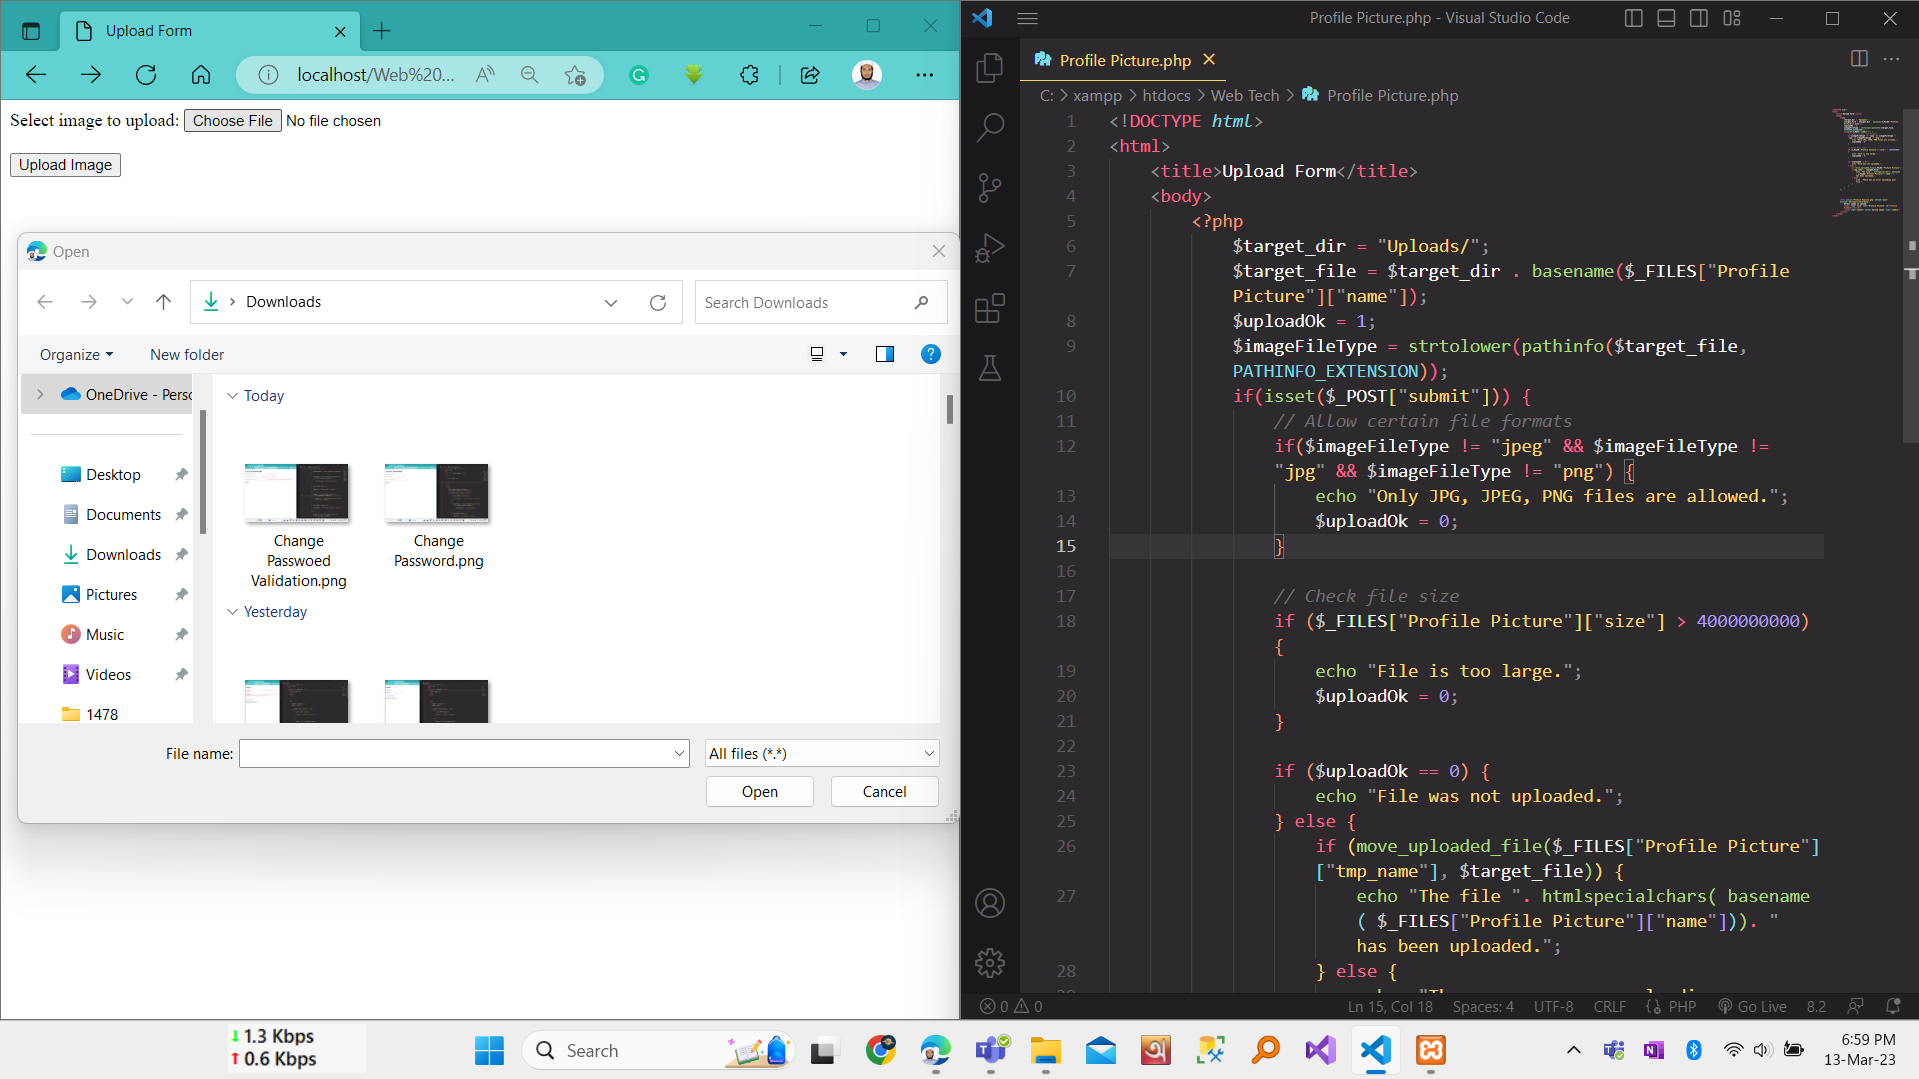 Upload Form
localhost/Web%20...
Select image to upload: Choose File No file chosen
Upload Image
Open
Downloads
Search Downloads
Organize
New folder
OneDrive - Perso
Desktop
Documents
Downloads
Pictures
Music
Videos
1478
Today
Change Passwoed Validation.png
Change Password.png
Yesterday
File name:
All files (*.*)
Open
Cancel
Profile Picture.php - Visual Studio Code
Profile Picture.php
C: > xampp > htdocs > Web Tech > Profile Picture.php
1 <!DOCTYPE html>
2 <html>
3 <title>Upload Form</title>
4 <body>
5 <?php
6 $target_dir = "Uploads/";
7 $target_file = $target_dir . basename($_FILES["Profile
Picture"]["name"]);
8 $uploadOk = 1;
9 $imageFileType = strtolower(pathinfo($target_file,
PATHINFO_EXTENSION));
10 if(isset($_POST["submit"])) {
11 // Allow certain file formats
12 if($imageFileType != "jpeg" && $imageFileType !=
"jpg" && $imageFileType != "png") {
13 echo "Only JPG, JPEG, PNG files are allowed.";
14 $uploadOk = 0;
15 }
16
17 // Check file size
18 if ($_FILES["Profile Picture"]["size"] > 4000000000)
{
19 echo "File is too large.";
20 $uploadOk = 0;
21 }
22
23 if ($uploadOk == 0) {
24 echo "File was not uploaded.";
25 } else {
26 if (move_uploaded_file($_FILES["Profile Picture"]
["tmp_name"], $target_file)) {
27 echo "The file ". htmlspecialchars( basename
( $_FILES["Profile Picture"]["name"])). "
has been uploaded.";
28 } else {
0 0
Ln 15, Col 18
Spaces: 4
UTF-8
CRLF
PHP
Go Live
8.2
1.3 Kbps
0.6 Kbps
Search
6:59 PM
13-Mar-23